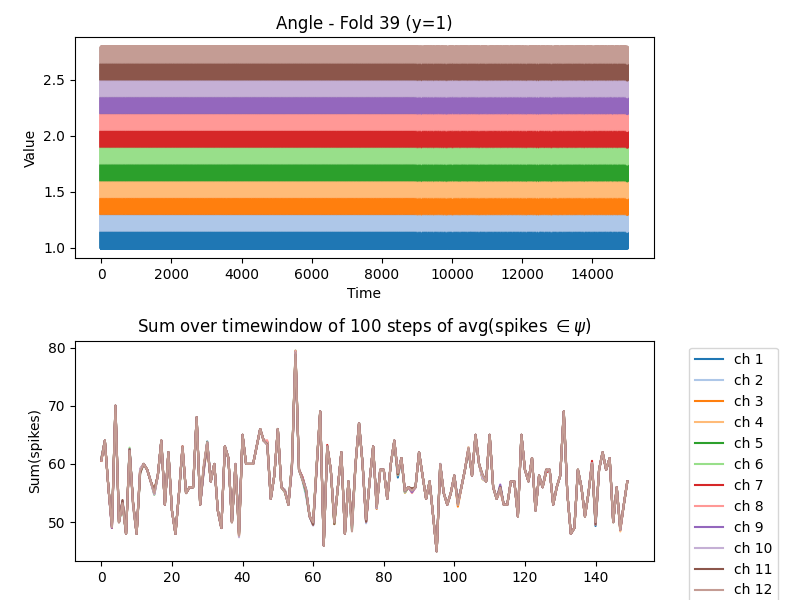 Angle - Fold 39 (y=1)
Value
2.5
2.0
1.5
1.0
0 2000 4000 6000 8000 10000 12000 14000
Time
Sum over timewindow of 100 steps of avg(spikes ∈ ψ)
Sum(spikes)
80
70
60
50
0 20 40 60 80 100 120 140
ch 1
ch 2
ch 3
ch 4
ch 5
ch 6
ch 7
ch 8
ch 9
ch 10
ch 11
ch 12